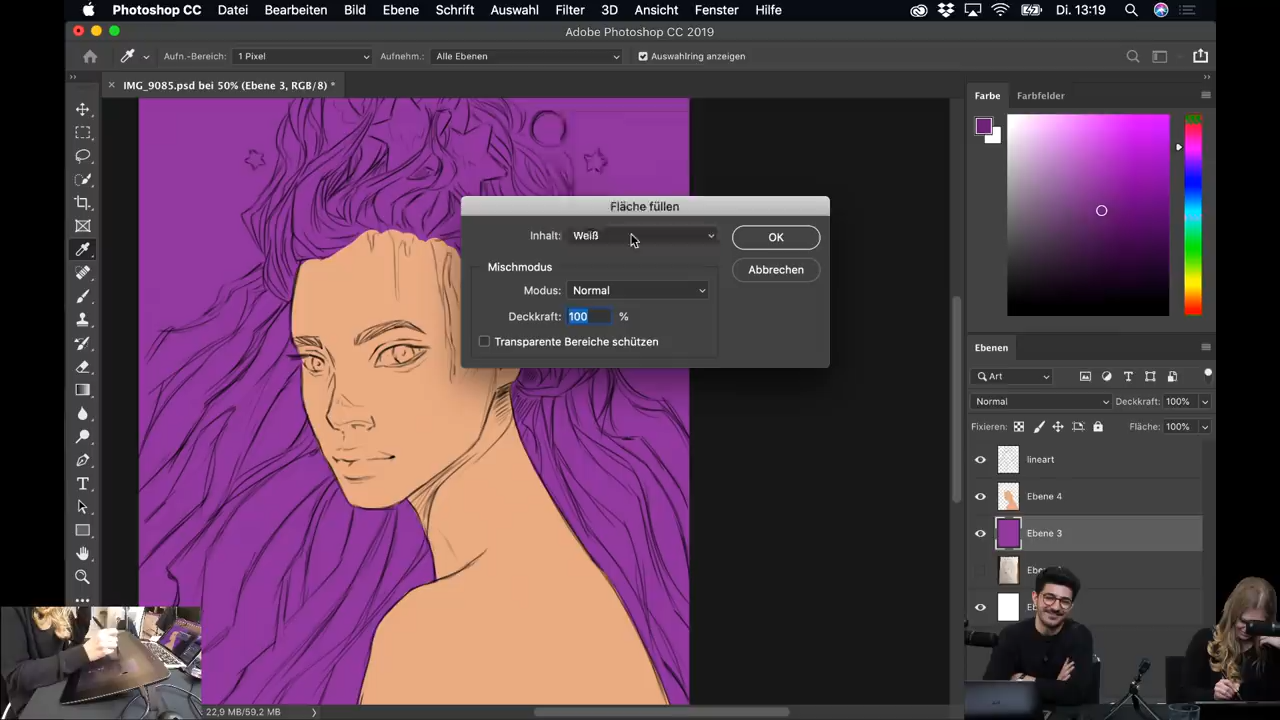 Photoshop CC Datei Bearbeiten Bild Ebene Schrift Auswahl Filter 3D Ansicht Fenster Hilfe Di. 13:19
Adobe Photoshop CC 2019
Aufn.-Bereich: 1 Pixel Aufnehm.: Alle Ebenen Auswahlring anzeigen
× IMG_9085.psd bei 50% (Ebene 3, RGB/8) *
Farbe Farbfelder
Fläche füllen
Inhalt: Weiß OK
Mischmodus Abbrechen
Modus: Normal
Deckkraft: 100 %
Transparente Bereiche schützen
Ebenen
Art
Normal Deckkraft: 100%
Fixieren: Fläche: 100%
lineart
Ebene 4
Ebene 3
22,9 MB/59,2 MB